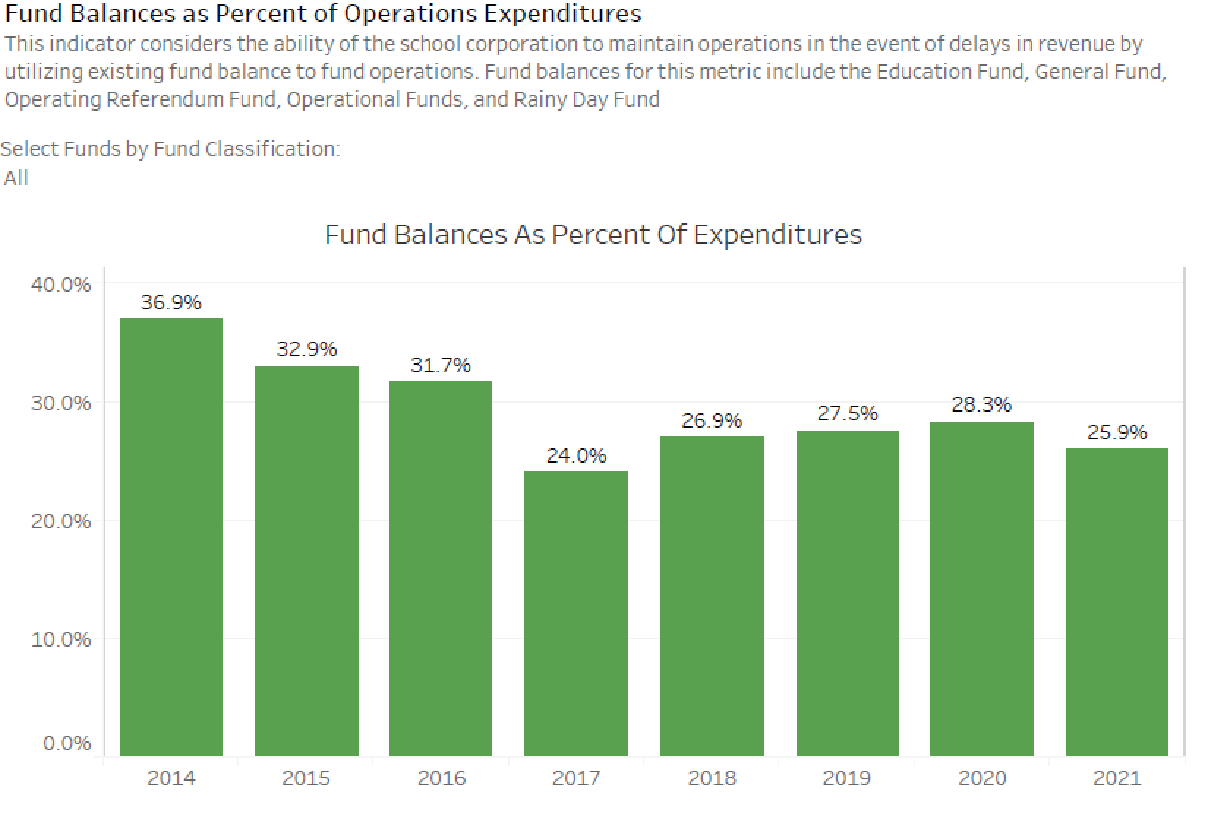 Fund Balances as Percent of Operations Expenditures
This indicator considers the ability of the school corporation to maintain operations in the event of delays in revenue by
utilizing existing fund balance to fund operations. Fund balances for this metric include the Education Fund, General Fund,
Operating Referendum Fund, Operational Funds, and Rainy Day Fund
Select Funds by Fund Classification:
All
Fund Balances As Percent Of Expenditures
40.0%
36.9%
32.9%
31.7%
30.0%
24.0%
26.9%
27.5%
28.3%
25.9%
20.0%
10.0%
0.0%
2014 2015 2016 2017 2018 2019 2020 2021